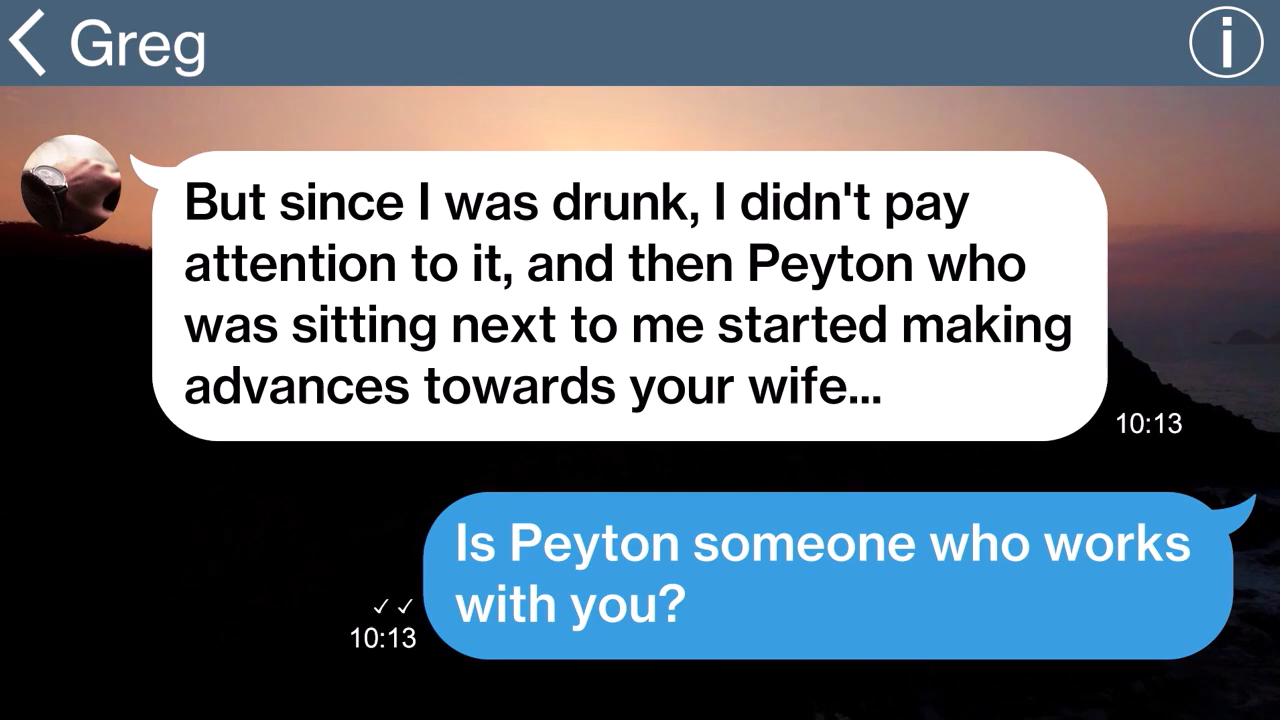 Greg
i
But since I was drunk, I didn't pay
attention to it, and then Peyton who
was sitting next to me started making
advances towards your wife...
10:13
Is Peyton someone who works
with you?
✓✓
10:13